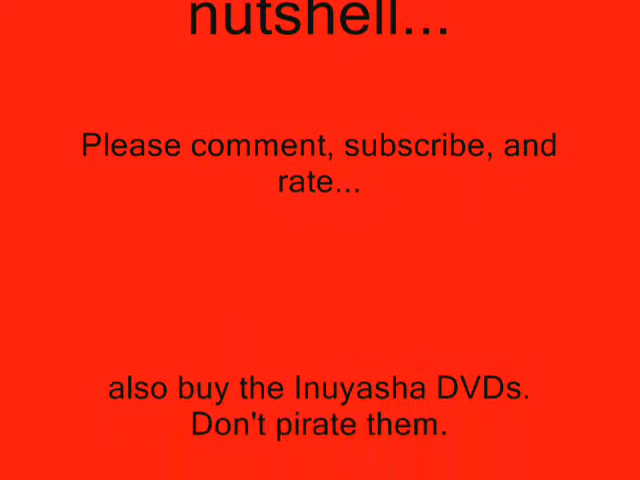 nutshell...
Please comment, subscribe, and
rate...
also buy the Inuyasha DVDs.
Don't pirate them.